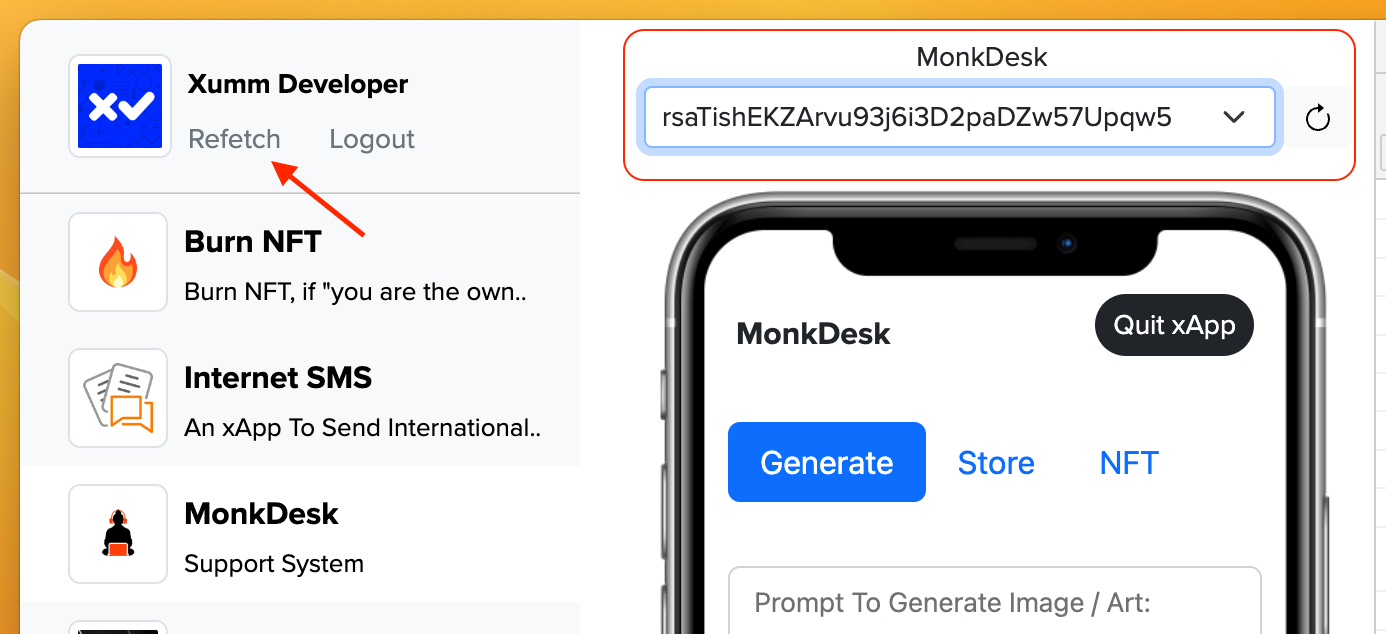 Xumm Developer
Refetch Logout
Burn NFT
Burn NFT, if "you are the own..
Internet SMS
An xApp To Send International..
MonkDesk
Support System
MonkDesk
rsaTishEKZArvu93j6i3D2paDZw57Upqw5
MonkDesk
Quit xApp
Generate Store NFT
Prompt To Generate Image / Art: